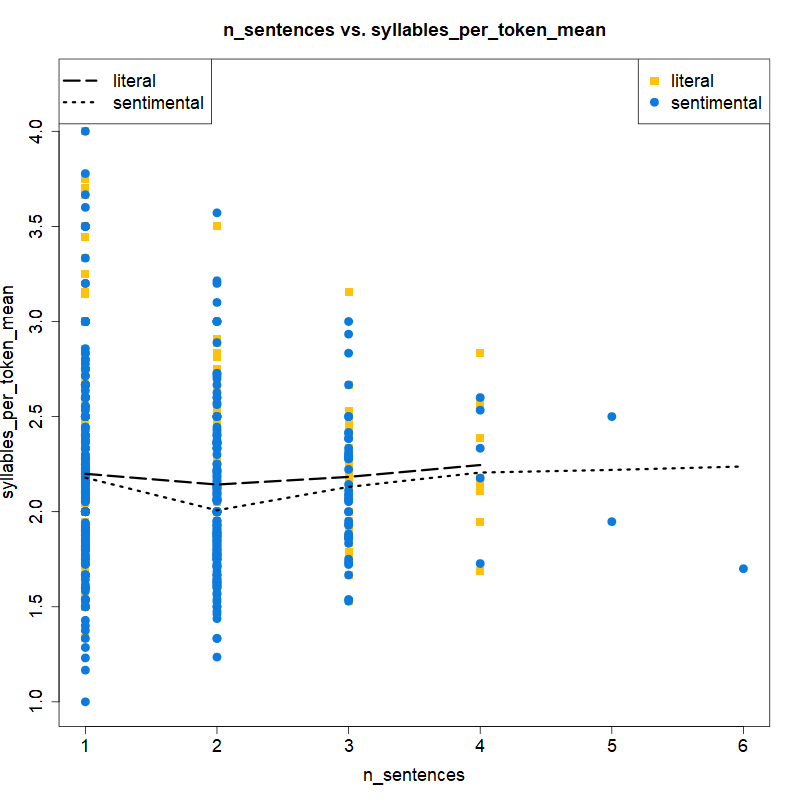 n_sentences vs. syllables_per_token_mean
literal
sentimental
literal
sentimental
syllables_per_token_mean
4.0
3.5
3.0
2.5
2.0
1.5
1.0
1 2 3 4 5 6
n_sentences